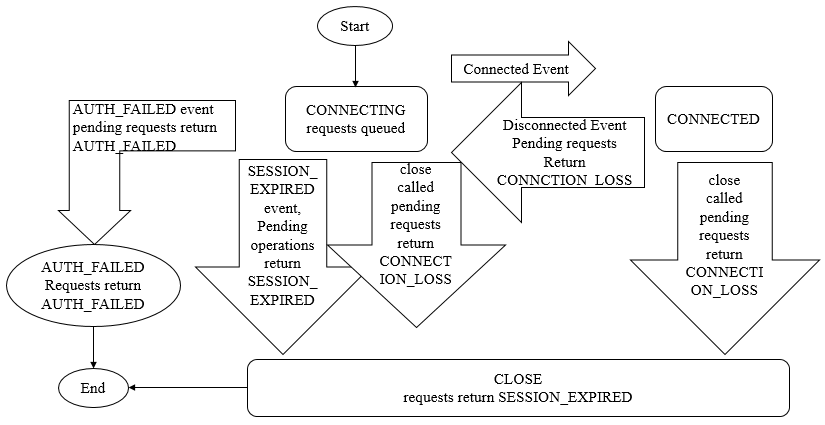 Start
Connected Event
CONNECTING
requests queued
CONNECTED
AUTH_FAILED event
pending requests return
AUTH_FAILED
Disconnected Event
Pending requests
Return
CONNCTION_LOSS
SESSION_
EXPIRED
event,
Pending
operations
return
SESSION_
EXPIRED
close
called
pending
requests
return
CONNECT
ION_LOSS
close
called
pending
requests
return
CONNECTI
ON_LOSS
AUTH_FAILED
Requests return
AUTH_FAILED
End
CLOSE
requests return SESSION_EXPIRED